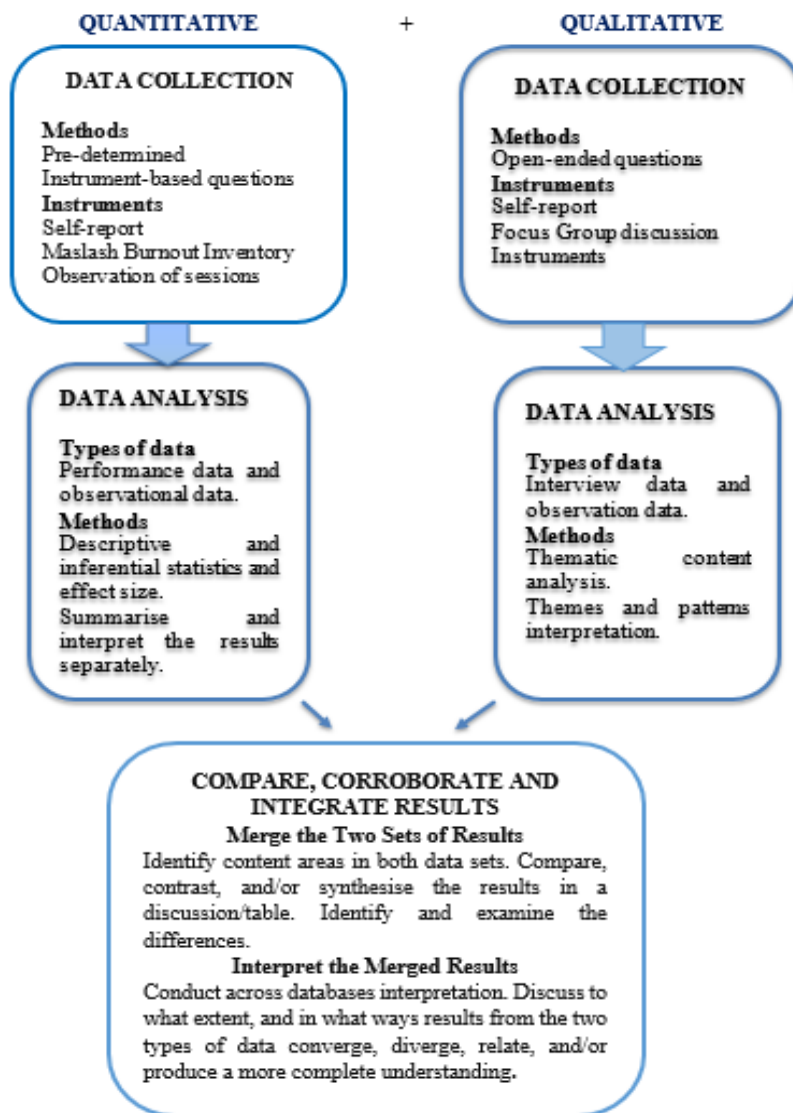 QUANTITATIVE + QUALITATIVE
DATA COLLECTION
Methods
Pre-determined
Instrument-based questions
Instruments
Self-report
Maslash Burnout Inventory
Observation of sessions
DATA COLLECTION
Methods
Open-ended questions
Instruments
Self-report
Focus Group discussion
Instruments
DATA ANALYSIS
Types of data
Performance data and
observational data.
Methods
Descriptive and
inferential statistics and
effect size.
Summarise and
interpret the results
separately.
DATA ANALYSIS
Types of data
Interview data and
observation data.
Methods
Thematic content
analysis.
Themes and patterns
interpretation.
COMPARE, CORROBORATE AND
INTEGRATE RESULTS
Merge the Two Sets of Results
Identify content areas in both data sets. Compare,
contrast, and/or synthesise the results in a
discussion/table. Identify and examine the
differences.
Interpret the Merged Results
Conduct across databases interpretation. Discuss to
what extent, and in what ways results from the two
types of data converge, diverge, relate, and/or
produce a more complete understanding.